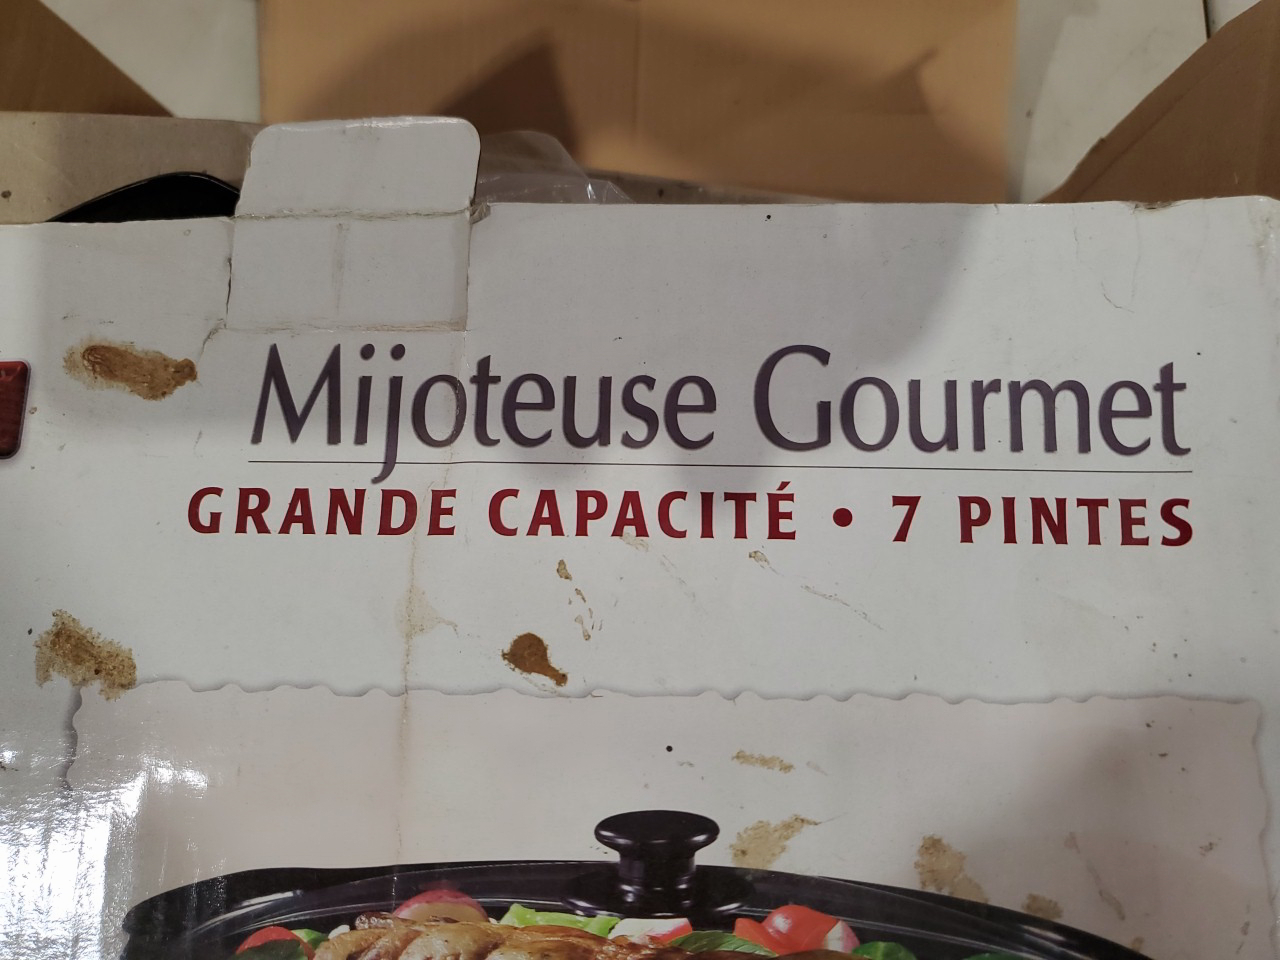 Mijoteuse Gourmet
GRANDE CAPACITÉ • 7 PINTES